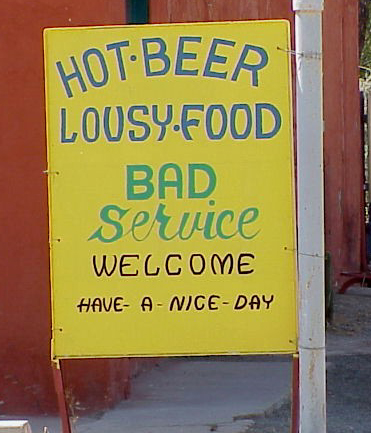 HOT·BEER
LOUSY·FOOD
BAD
Service
WELCOME
HAVE-A-NICE-DAY